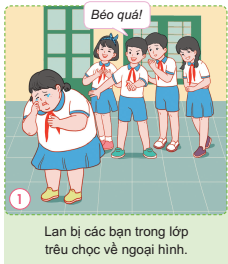 Béo quá!
1
Lan bị các bạn trong lớp
trêu chọc về ngoại hình.